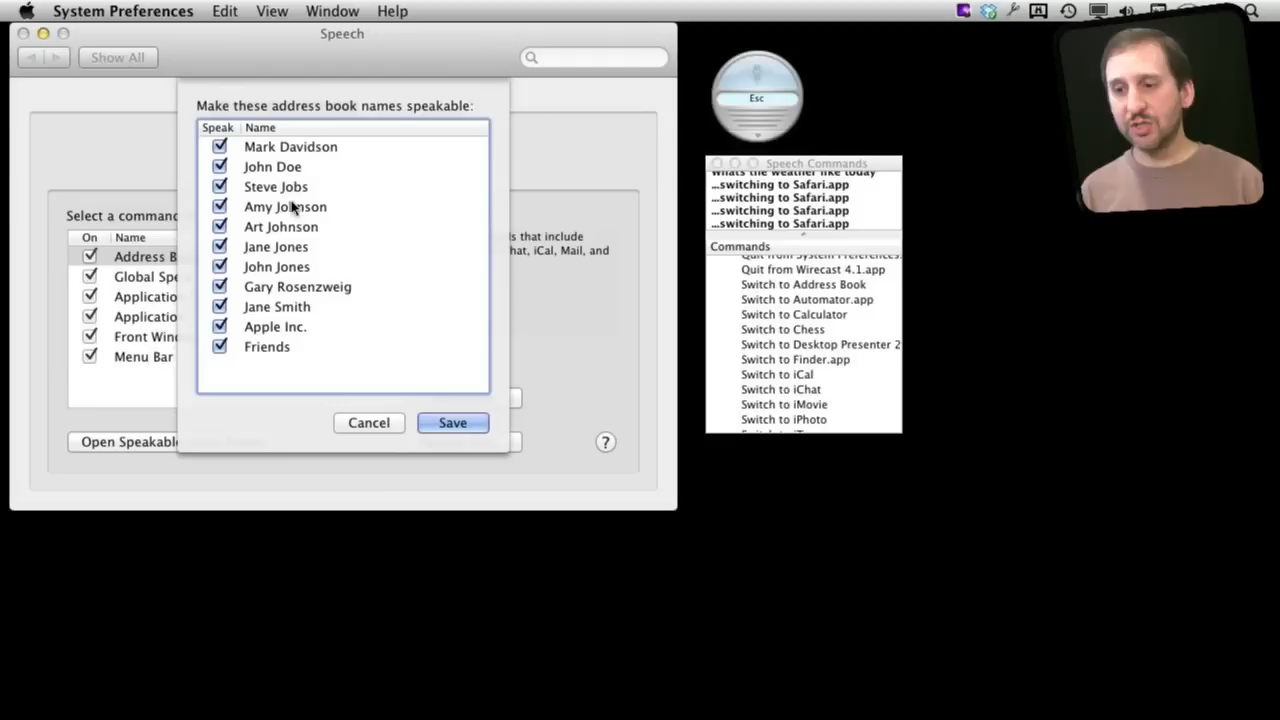 System Preferences Edit View Window Help
Speech
Show All
Make these address book names speakable:
Speak Name
Mark Davidson
John Doe
Steve Jobs
Amy Johnson
Art Johnson
Jane Jones
John Jones
Gary Rosenzweig
Jane Smith
Apple Inc.
Friends
Cancel Save
Select a comman
On Name
Address B
Global Spe
Applicatio
Applicatio
Front Wind
Menu Bar
s that include
hat, iCal, Mail, and
Open Speakabl
?
Esc
Speech Commands
whats the weather like today
...switching to Safari.app
...switching to Safari.app
...switching to Safari.app
...switching to Safari.app
Commands
Quit from System Preferences.
Quit from Wirecast 4.1.app
Switch to Address Book
Switch to Automator.app
Switch to Calculator
Switch to Chess
Switch to Desktop Presenter 2
Switch to Finder.app
Switch to iCal
Switch to iChat
Switch to iMovie
Switch to iPhoto